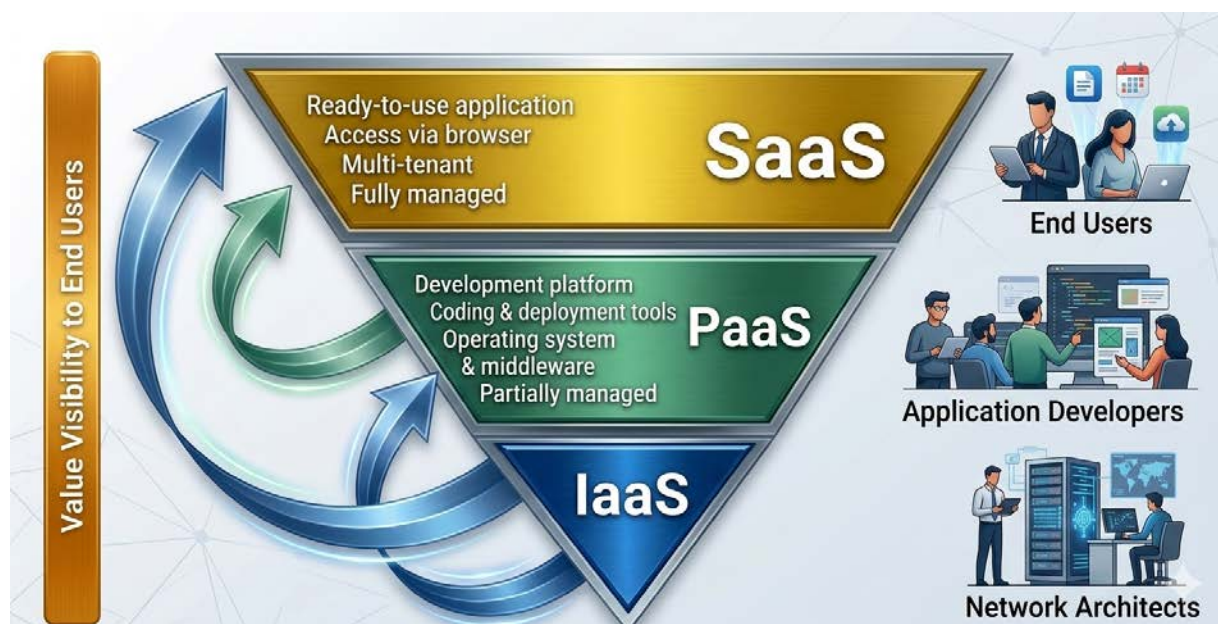 Value Visibility to End Users
Ready-to-use application
Access via browser
Multi-tenant
Fully managed
SaaS
End Users
Development platform
Coding & deployment tools
Operating system
& middleware
Partially managed
PaaS
Application Developers
IaaS
Network Architects